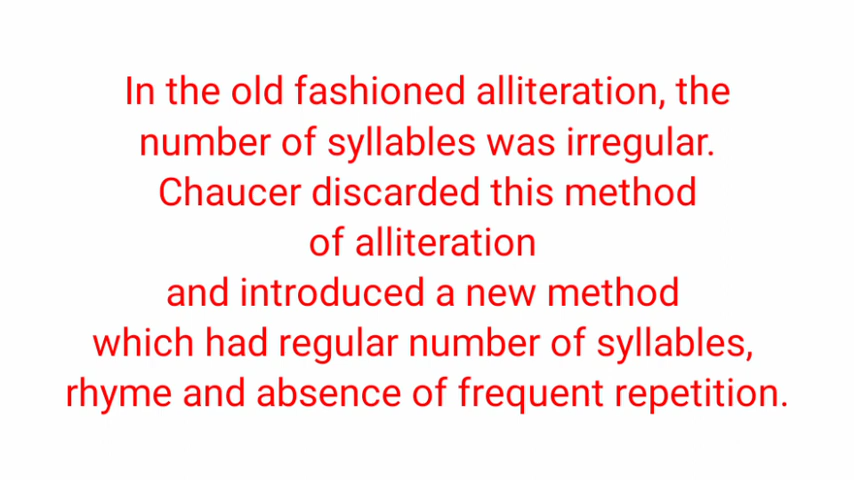 In the old fashioned alliteration, the
number of syllables was irregular.
Chaucer discarded this method
of alliteration
and introduced a new method
which had regular number of syllables,
rhyme and absence of frequent repetition.